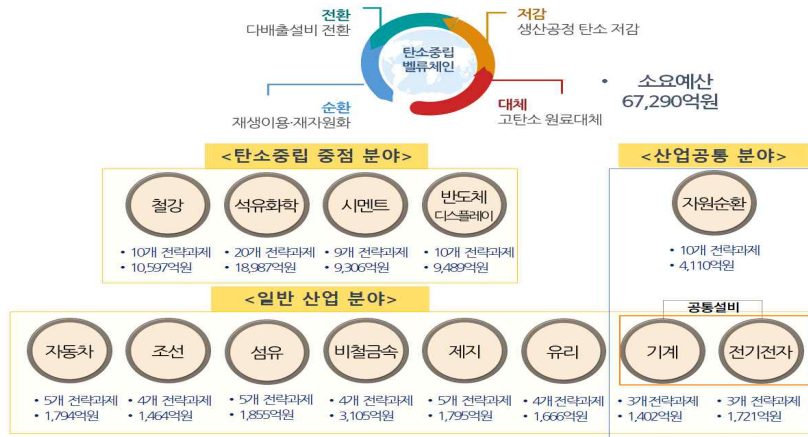 전환
다배출설비 전환
저감
생산공정 탄소 저감
탄소중립
벨류체인
순환
재생이용·재자원화
대체
고탄소 원료대체
• 소요예산
67,290억원
<탄소중립 중점 분야>
<산업공통 분야>
철강
석유화학
시멘트
반도체
디스플레이
자원순환
• 10개 전략과제
• 10,597억원
• 20개 전략과제
• 18,987억원
• 9개 전략과제
• 9,306억원
• 10개 전략과제
• 9,489억원
• 10개 전략과제
• 4,110억원
<일반 산업 분야>
공통설비
자동차
조선
섬유
비철금속
제지
유리
기계
전기전자
• 5개 전략과제
• 1,794억원
• 4개 전략과제
• 1,464억원
• 5개 전략과제
• 1,855억원
• 4개 전략과제
• 3,105억원
• 5개 전략과제
• 1,795억원
• 4개 전략과제
• 1,666억원
• 3개 전략과제
• 1,402억원
• 3개 전략과제
• 1,721억원